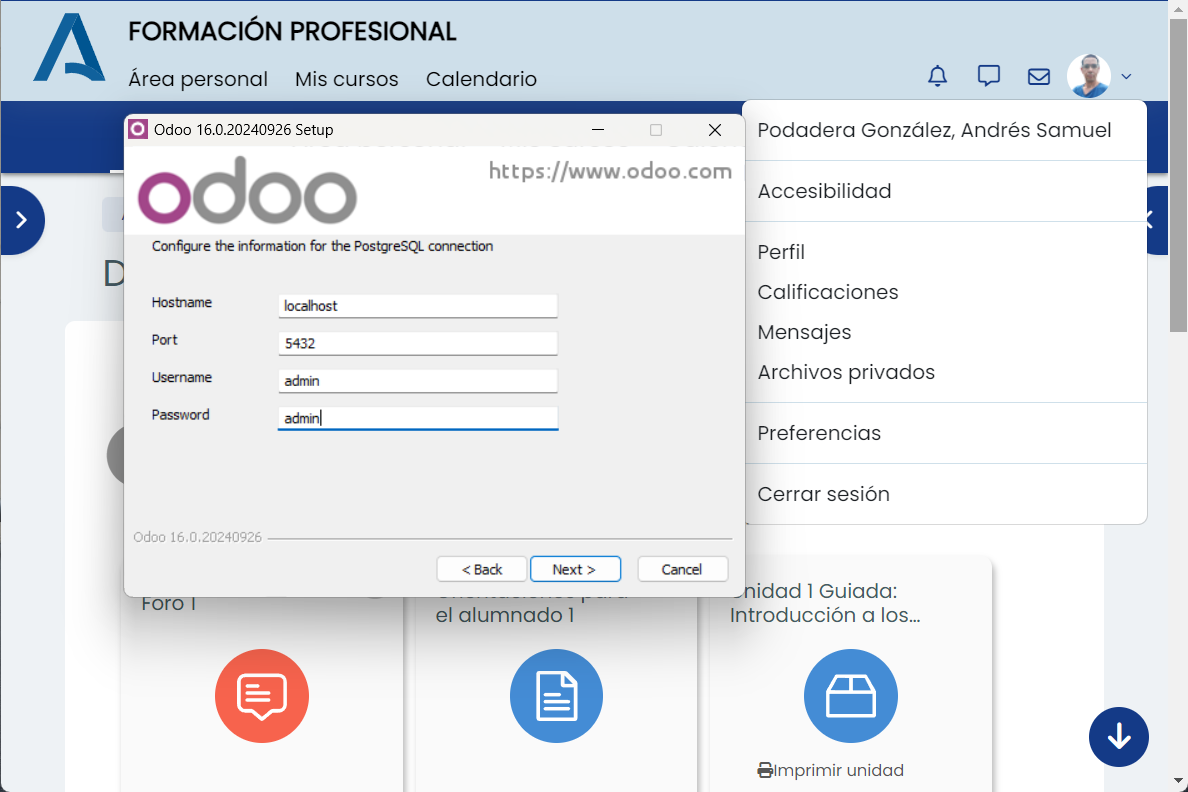 FORMACIÓN PROFESIONAL
Área personal Mis cursos Calendario
Podadera González, Andrés Samuel
Accesibilidad
Perfil
Calificaciones
Mensajes
Archivos privados
Preferencias
Cerrar sesión
Odoo 16.0.20240926 Setup
odoo
https://www.odoo.com
Configure the information for the PostgreSQL connection
Hostname localhost
Port 5432
Username admin
Password admin
Odoo 16.0.20240926
< Back Next > Cancel
D
Foro 1
Orientaciones para
el alumnado 1
Unidad 1 Guiada:
Introducción a los...
Imprimir unidad